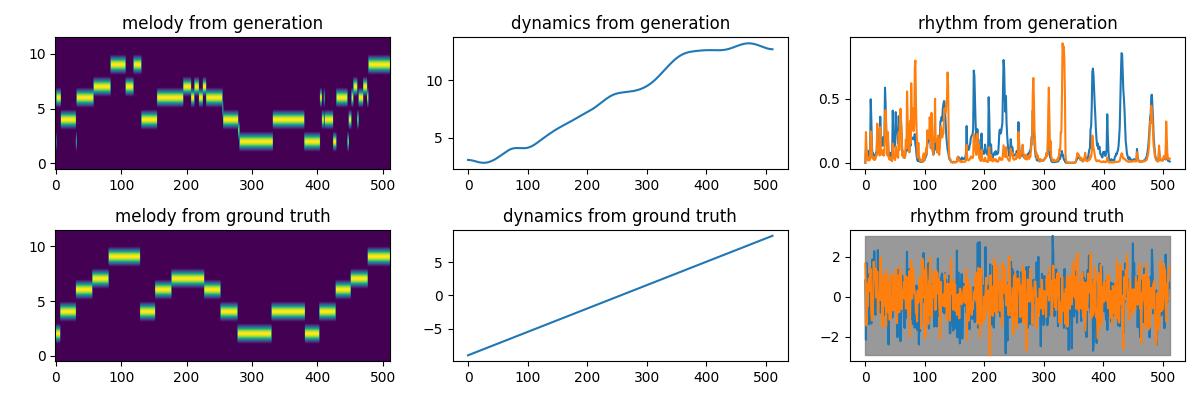 melody from generation
dynamics from generation
rhythm from generation
10
5
0
0 100 200 300 400 500
10
5
0 100 200 300 400 500
0.5
0.0
0 100 200 300 400 500
melody from ground truth
dynamics from ground truth
rhythm from ground truth
10
5
0
0 100 200 300 400 500
5
0
−5
0 100 200 300 400 500
2
0
−2
0 100 200 300 400 500